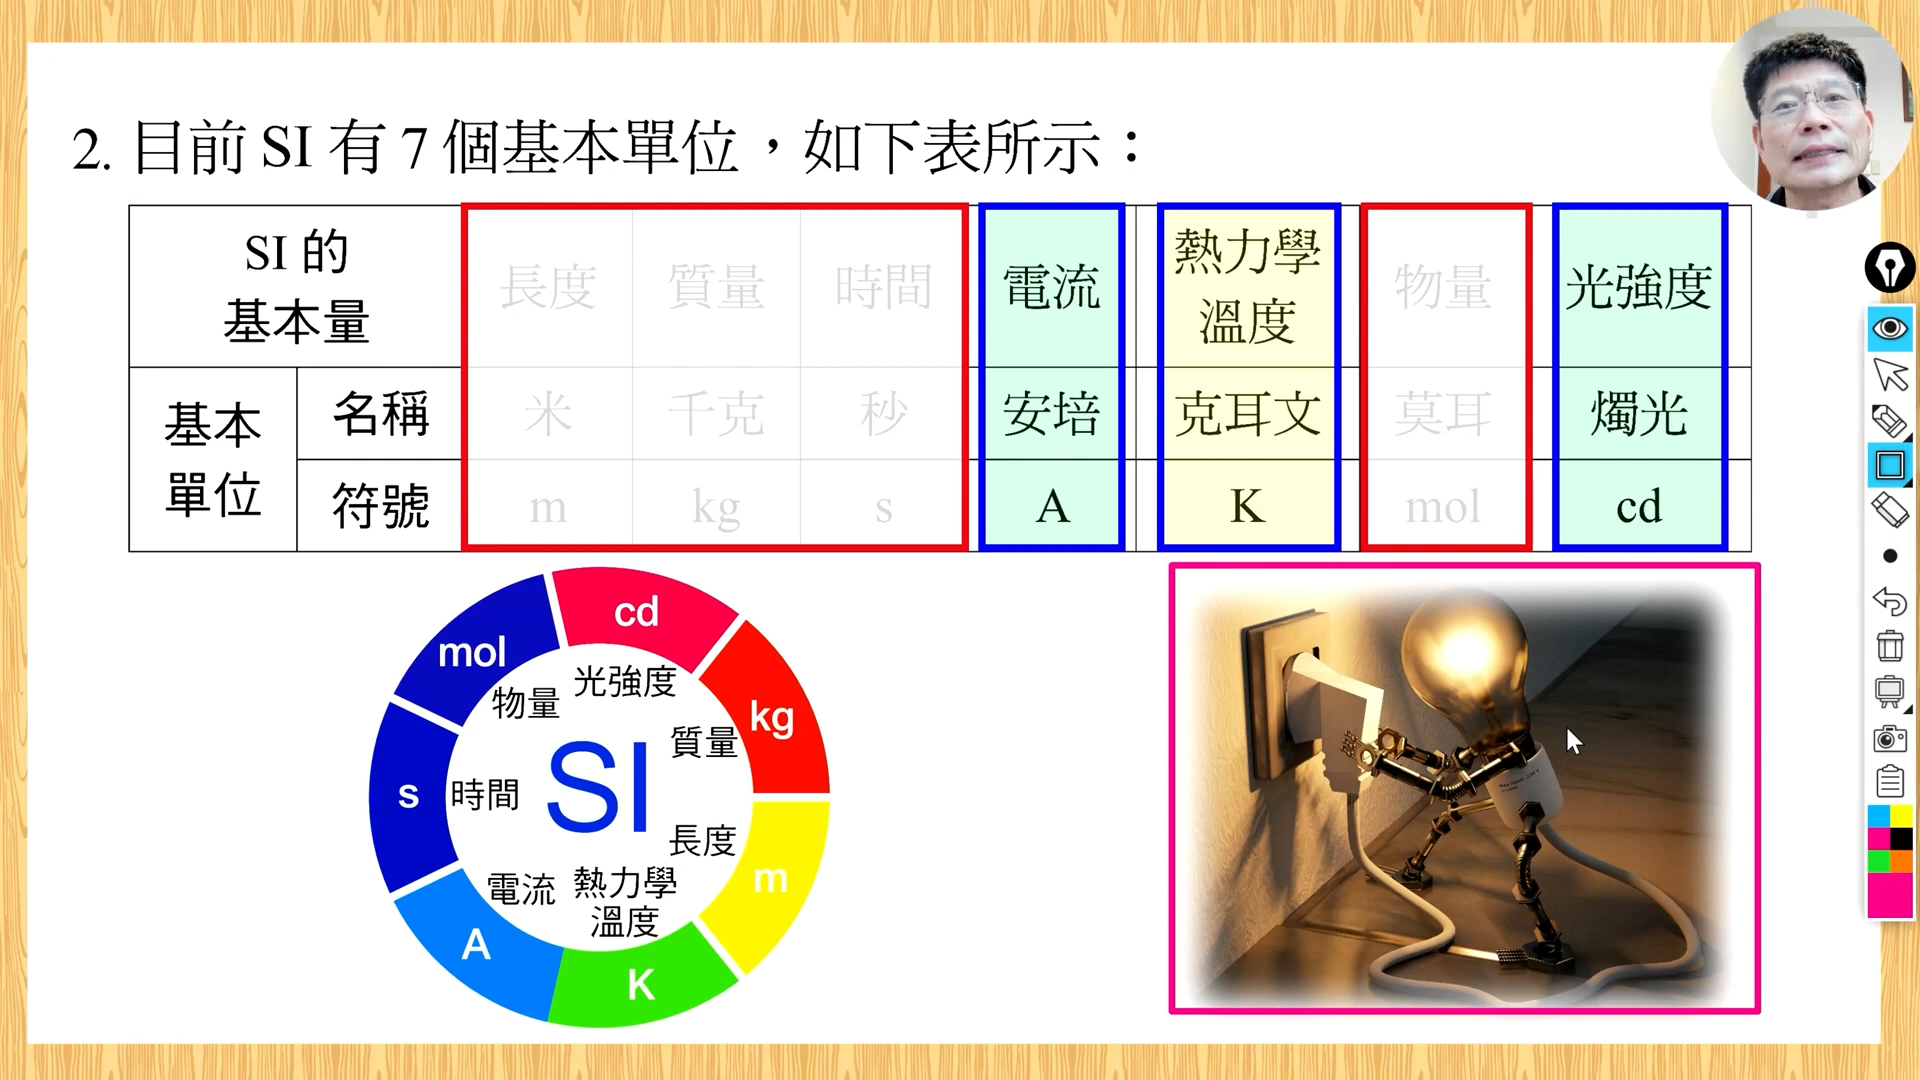 2. 目前 SI 有 7 個基本單位，如下表所示：
SI 的
基本量
長度
質量
時間
電流
熱力學
溫度
物量
光強度
基本
單位
名稱
米
千克
秒
安培
克耳文
莫耳
燭光
符號
m
kg
s
A
K
mol
cd
cd
mol
kg
光強度
物量
質量
s
時間
SI
長度
m
電流
熱力學
溫度
A
K